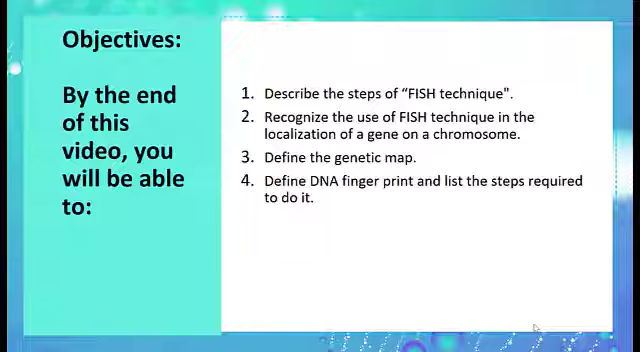 Objectives:
By the end
of this
video, you
will be able
to:
1. Describe the steps of “FISH technique".
2. Recognize the use of FISH technique in the
localization of a gene on a chromosome.
3. Define the genetic map.
4. Define DNA finger print and list the steps required
to do it.